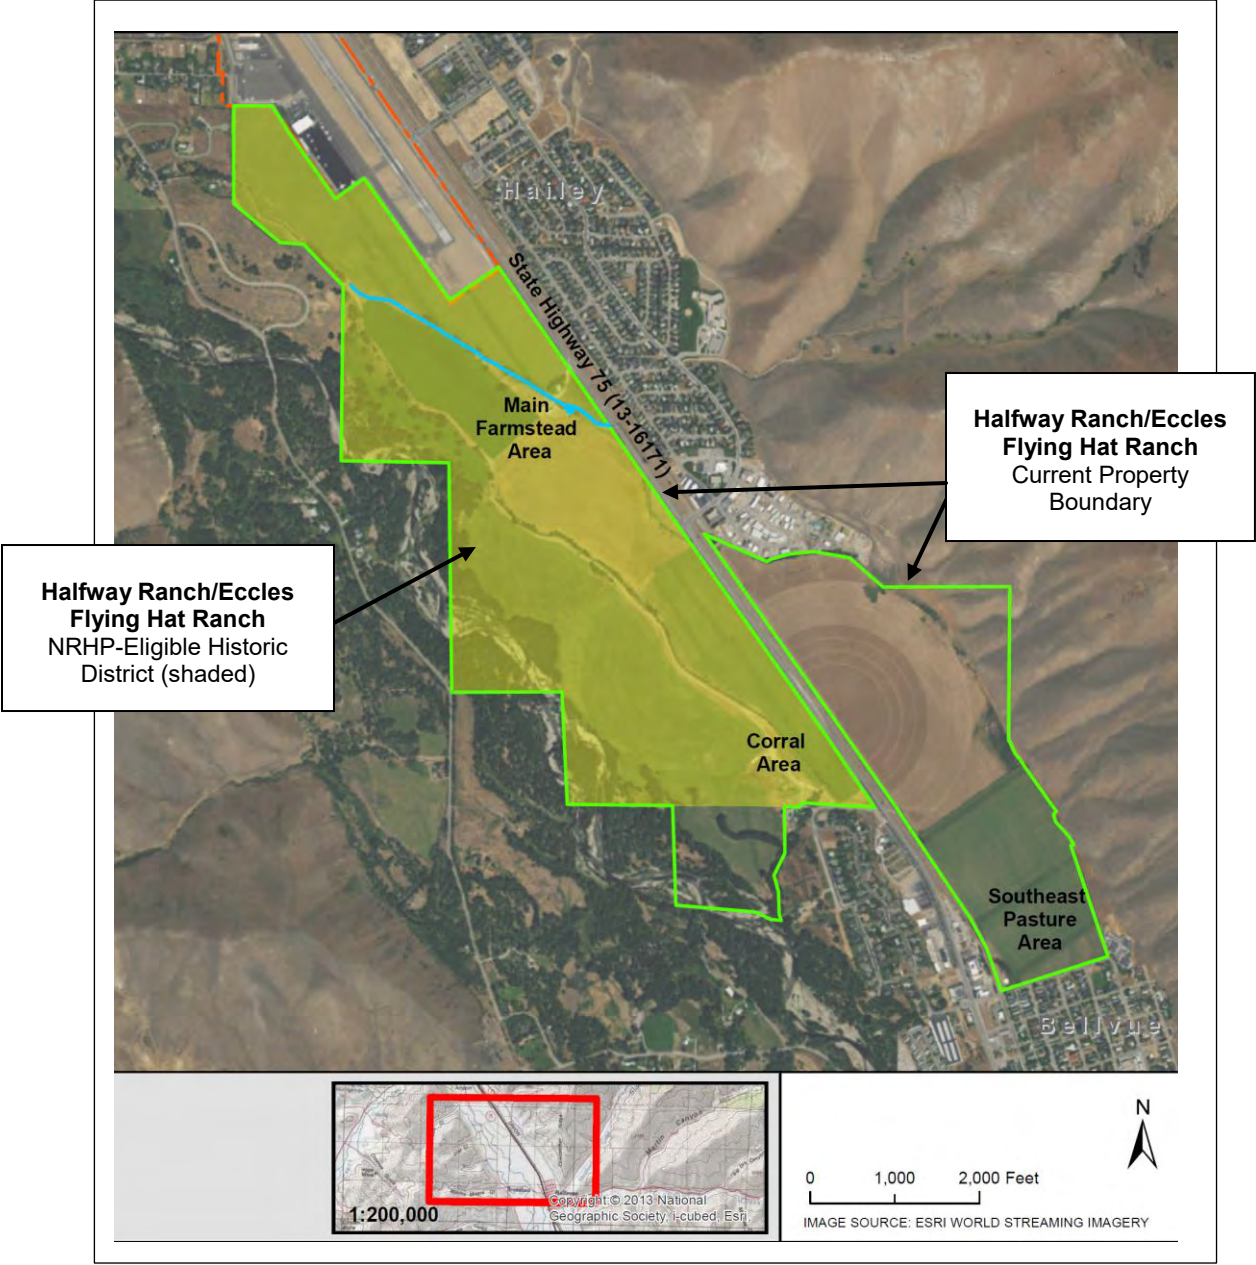 Hailey
State Highway 75 (13-16171)
Main
Farmstead
Area
Halfway Ranch/Eccles
Flying Hat Ranch
Current Property
Boundary
Halfway Ranch/Eccles
Flying Hat Ranch
NRHP-Eligible Historic
District (shaded)
Corral
Area
Southeast
Pasture
Area
Bellvue
1:200,000
Copyright:© 2013 National
Geographic Society, i-cubed, Esri
N
0 1,000 2,000 Feet
IMAGE SOURCE: ESRI WORLD STREAMING IMAGERY